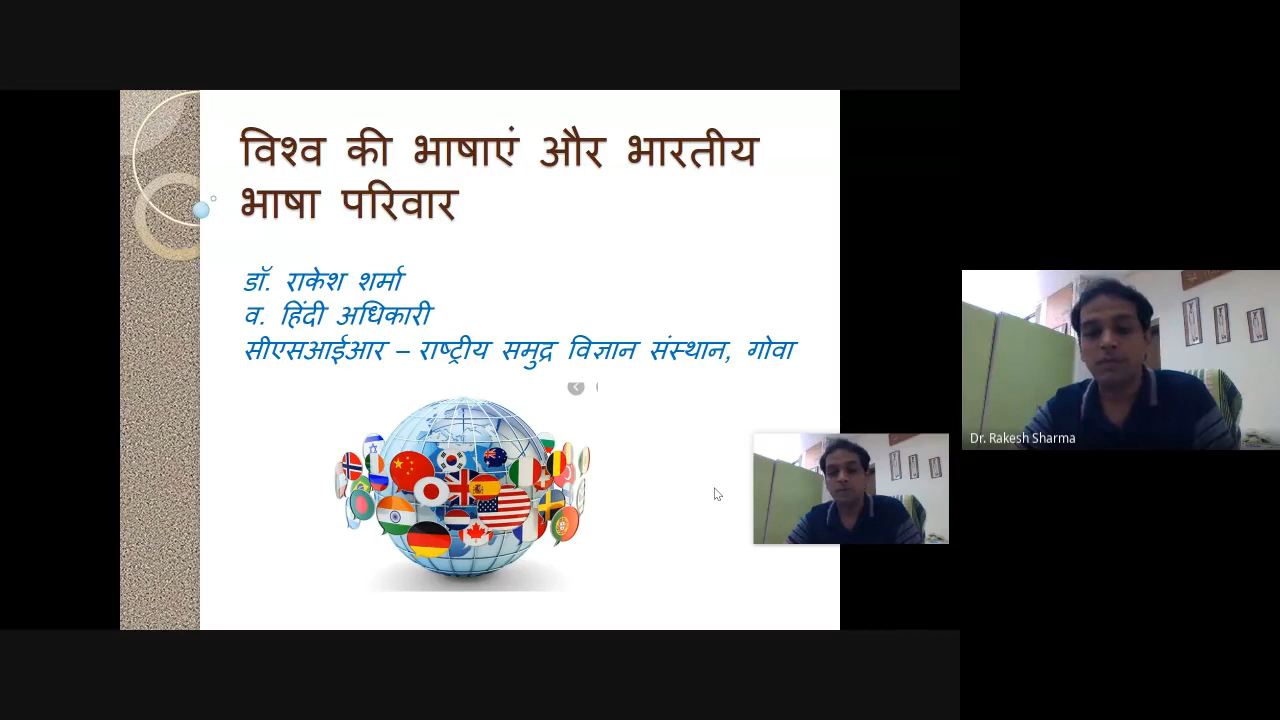 विश्व की भाषाएं और भारतीय
भाषा परिवार
डॉ. राकेश शर्मा
व. हिंदी अधिकारी
सीएसआईआर – राष्ट्रीय समुद्र विज्ञान संस्थान, गोवा
Dr. Rakesh Sharma